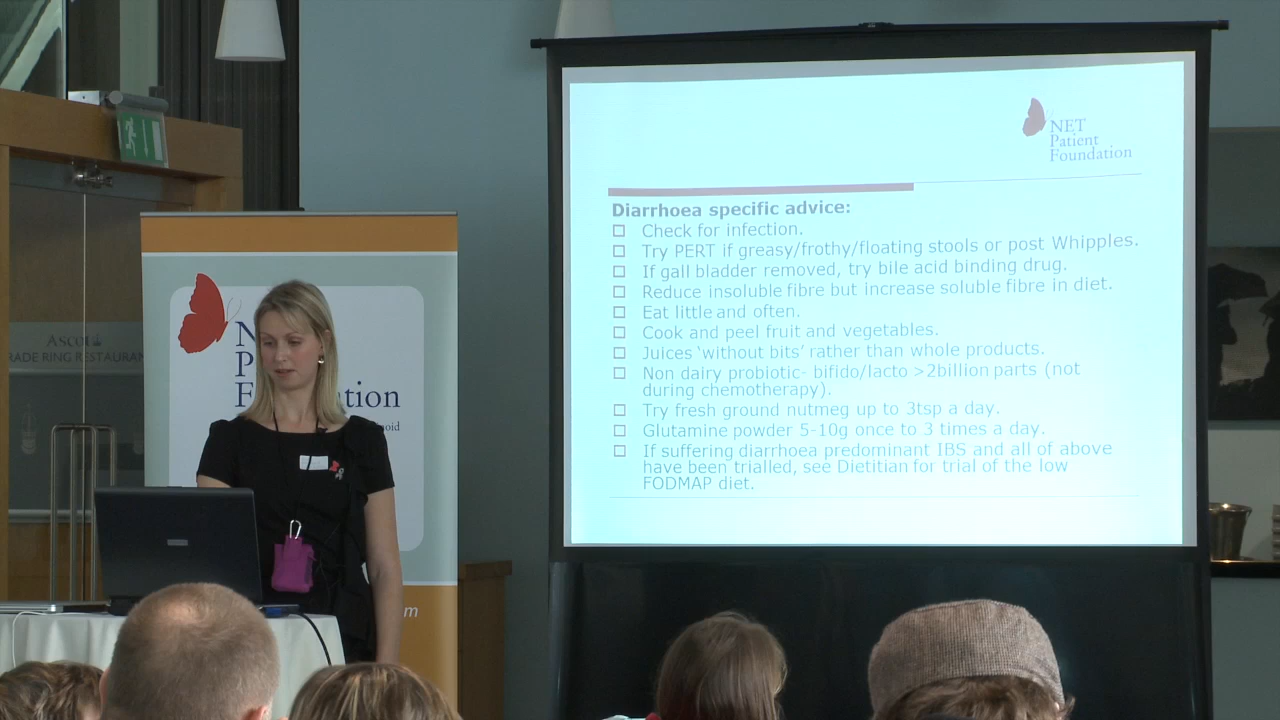 NET
Patient
Foundation
Diarrhoea specific advice:
Check for infection.
Try PERT if greasy/frothy/floating stools or post Whipples.
If gall bladder removed, try bile acid binding drug.
Reduce insoluble fibre but increase soluble fibre in diet.
Eat little and often.
Cook and peel fruit and vegetables.
Juices ‘without bits’ rather than whole products.
Non dairy probiotic- bifido/lacto >2billion parts (not
during chemotherapy).
Try fresh ground nutmeg up to 3tsp a day.
Glutamine powder 5-10g once to 3 times a day.
If suffering diarrhoea predominant IBS and all of above
have been trialled, see Dietitian for trial of the low
FODMAP diet.
N
P
F tion
noid
m
ASCOT
RADE RING RESTAURAN